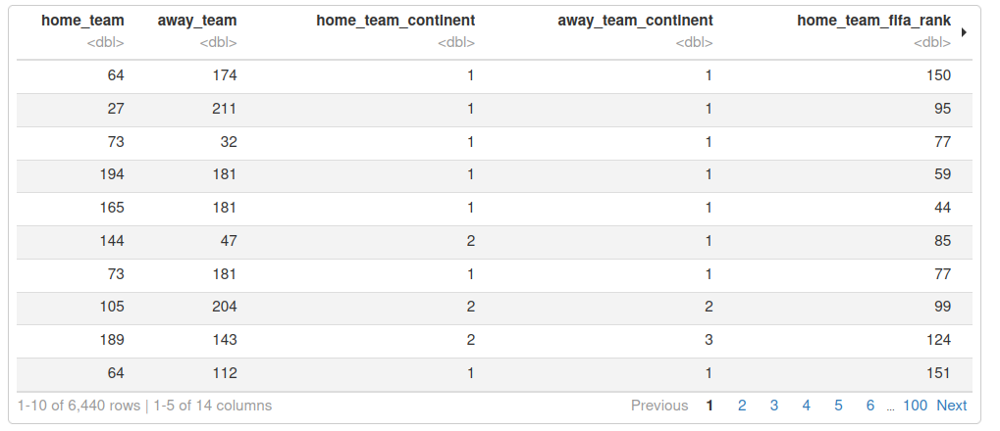 home_team away_team home_team_continent away_team_continent home_team_fifa_rank
<dbl> <dbl> <dbl> <dbl> <dbl>
64 174 1 1 150
27 211 1 1 95
73 32 1 1 77
194 181 1 1 59
165 181 1 1 44
144 47 2 1 85
73 181 1 1 77
105 204 2 2 99
189 143 2 3 124
64 112 1 1 151
1-10 of 6,440 rows | 1-5 of 14 columns Previous 1 2 3 4 5 6 ... 100 Next